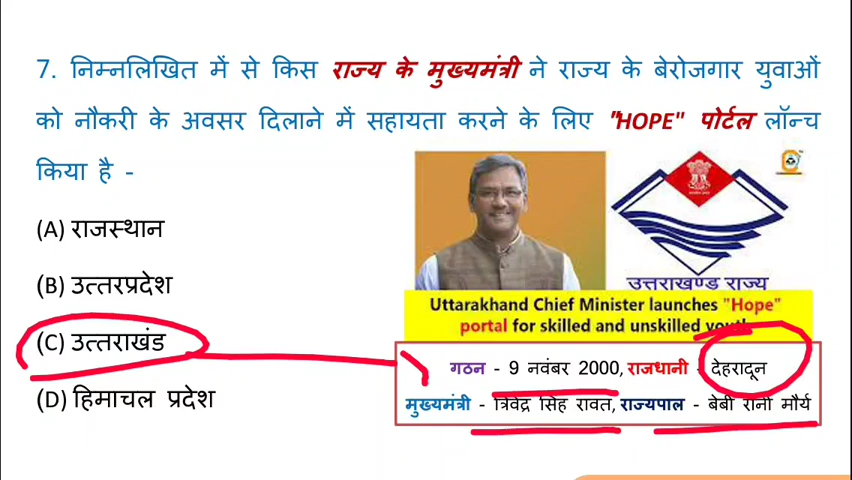 7. निम्नलिखित में से किस राज्य के मुख्यमंत्री ने राज्य के बेरोजगार युवाओं
को नौकरी के अवसर दिलाने में सहायता करने के लिए "HOPE" पोर्टल लॉन्च
किया है -
(A) राजस्थान
(B) उत्तरप्रदेश
(C) उत्तराखंड
(D) हिमाचल प्रदेश
उत्तराखण्ड राज्य
Uttarakhand Chief Minister launches "Hope"
portal for skilled and unskilled youth
गठन - 9 नवंबर 2000, राजधानी - देहरादून
मुख्यमंत्री - त्रिवेंद्र सिंह रावत, राज्यपाल - बेबी रानी मौर्य